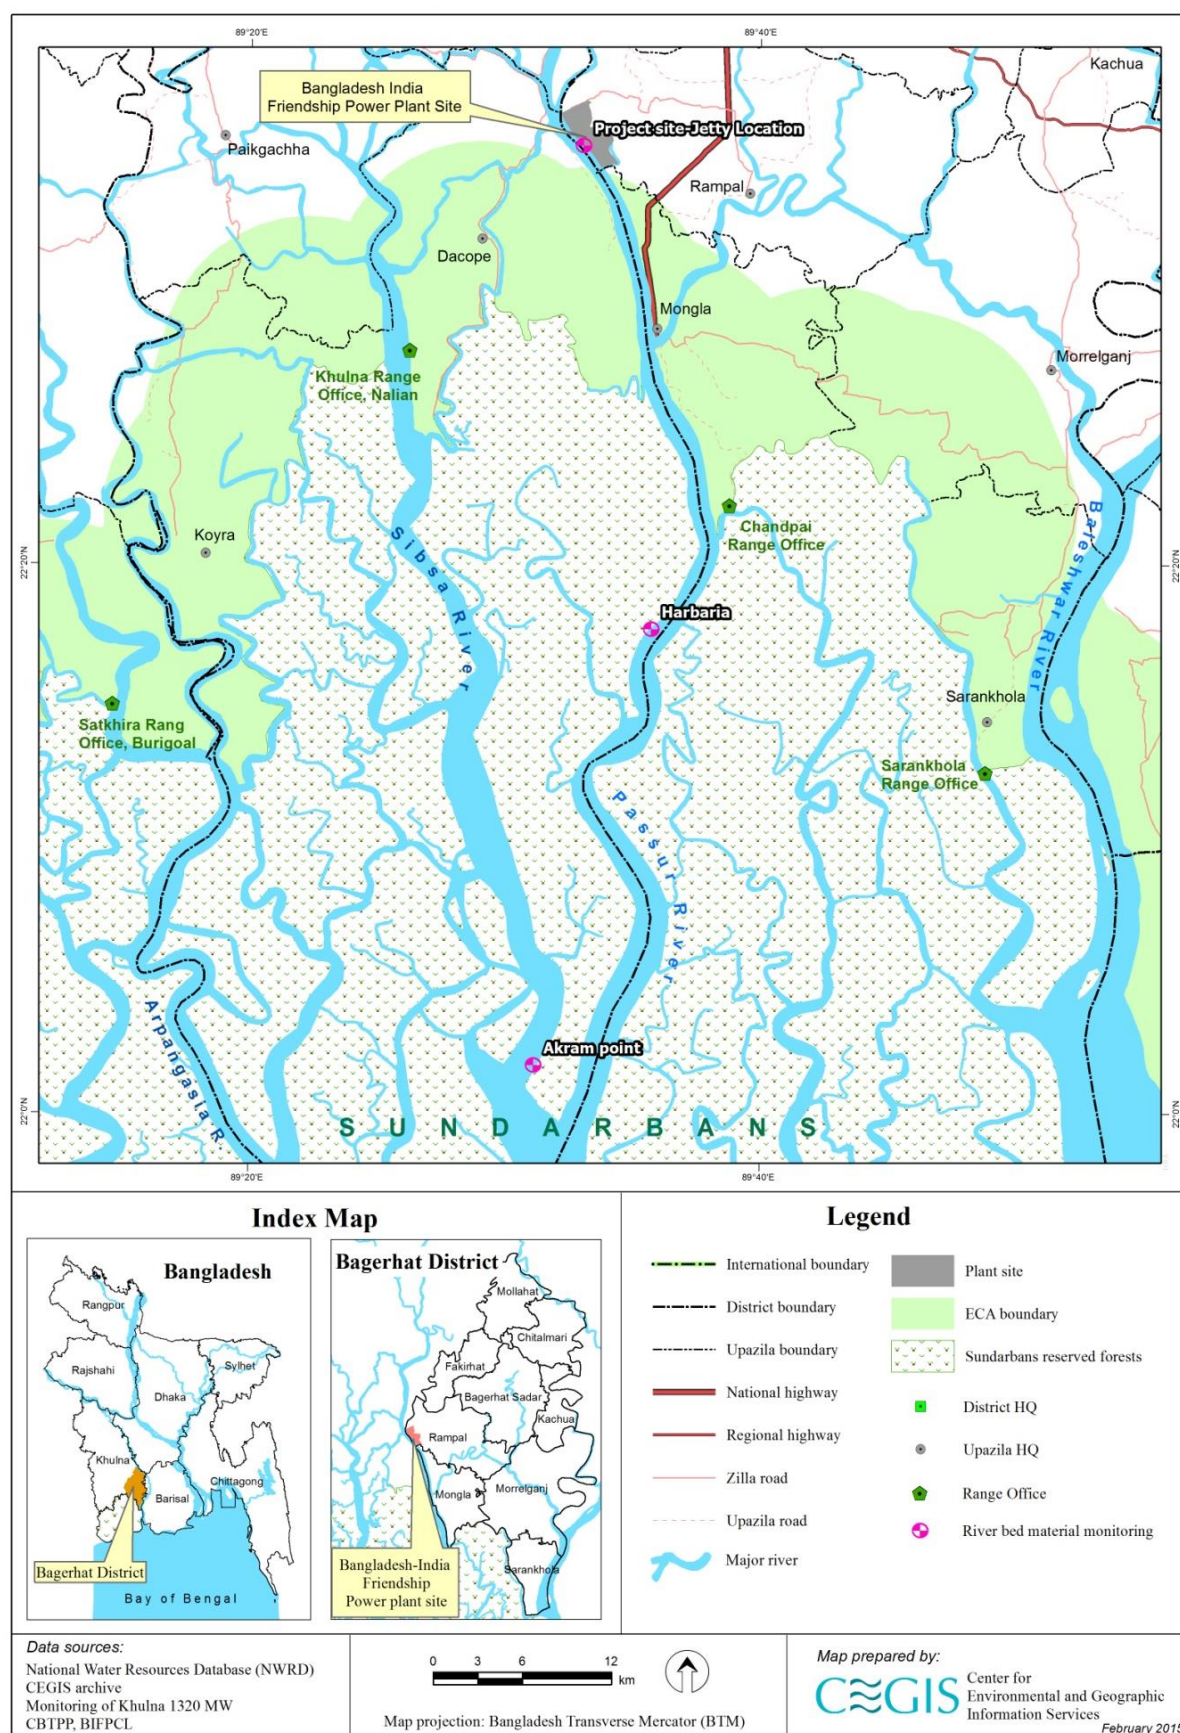 89°20'E
89°40'E
Kachua
Bangladesh India
Friendship Power Plant Site
Project site-Jetty Location
Paikgachha
Rampal
Dacope
Mongla
Khulna Range
Office, Nalian
Morrelganj
Chandpai
Range Office
Koyra
Sibsa River
Bateshwar River
22°20'N
22°20'N
Harbaria
Satkhira Rang
Office, Burigoal
Sarankhola
Sarankhola
Range Office
Passur River
Arpangasia R.
Akram point
22°0'N
22°0'N
SUNDARBANS
89°20'E
89°40'E
Index Map
Bangladesh
Rangpur
Rajshahi
Sylhet
Dhaka
Khulna
Chittagong
Barisal
Bagerhat District
Bay of Bengal
Bagerhat District
Mollahat
Chitalmari
Fakirhat
Bagerhat Sadar
Kachua
Rampal
Mongla
Morrelganj
Sarankhola
Bangladesh-India
Friendship
Power plant site
Legend
International boundary
District boundary
Upazila boundary
National highway
Regional highway
Zilla road
Upazila road
Major river
Plant site
ECA boundary
Sundarbans reserved forests
District HQ
Upazila HQ
Range Office
River bed material monitoring
Data sources:
National Water Resources Database (NWRD)
CEGIS archive
Monitoring of Khulna 1320 MW
CBTPP, BIFPCL
0 3 6 12
km
Map projection: Bangladesh Transverse Mercator (BTM)
Map prepared by:
CEGIS
Center for
Environmental and Geographic
Information Services
February 2015